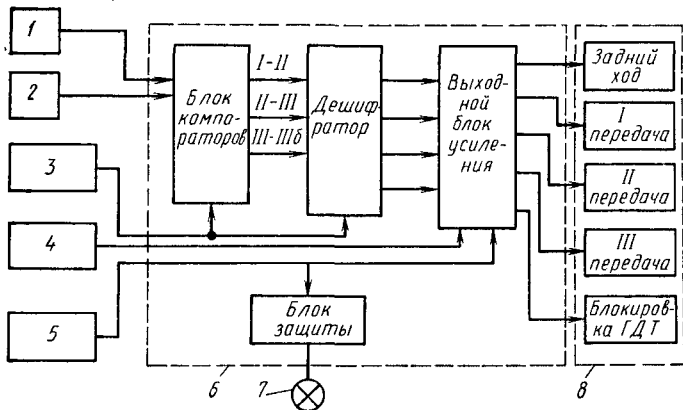 1
2
3
4
5
Блок
компа-
раторов
I-II
II-III
III-IIIб
Дешиф-
ратор
Выход-
ной
блок
усиле-
ния
Задний
ход
I
передача
II
передача
III
передача
Блокиров-
ка ГДТ
Блок
защиты
6
7
8